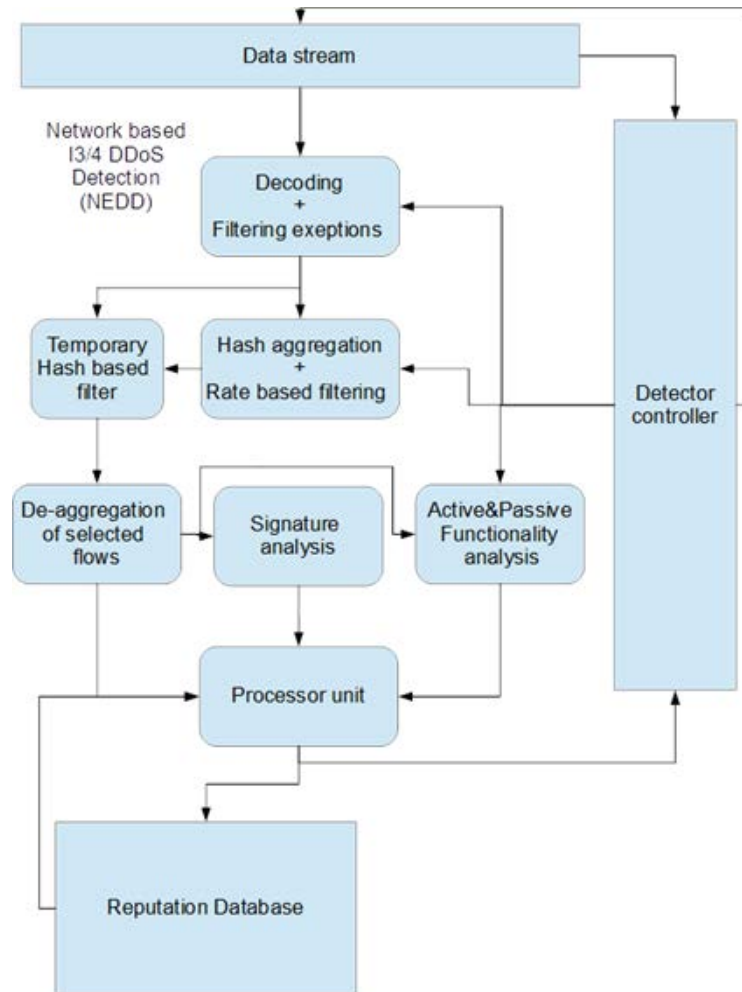 Data stream
Network based
l3/4 DDoS
Detection
(NEDD)
Decoding
+
Filtering exeptions
Temporary
Hash based
filter
Hash aggregation
+
Rate based filtering
Detector
controller
De-aggregation
of selected
flows
Signature
analysis
Active&Passive
Functionality
analysis
Processor unit
Reputation Database